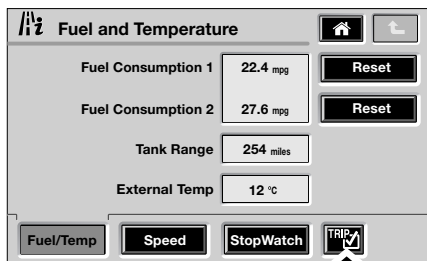 Fuel and Temperature
Fuel Consumption 1 22.4 mpg Reset
Fuel Consumption 2 27.6 mpg Reset
Tank Range 254 miles
External Temp 12 °C
Fuel/Temp Speed StopWatch TRIP